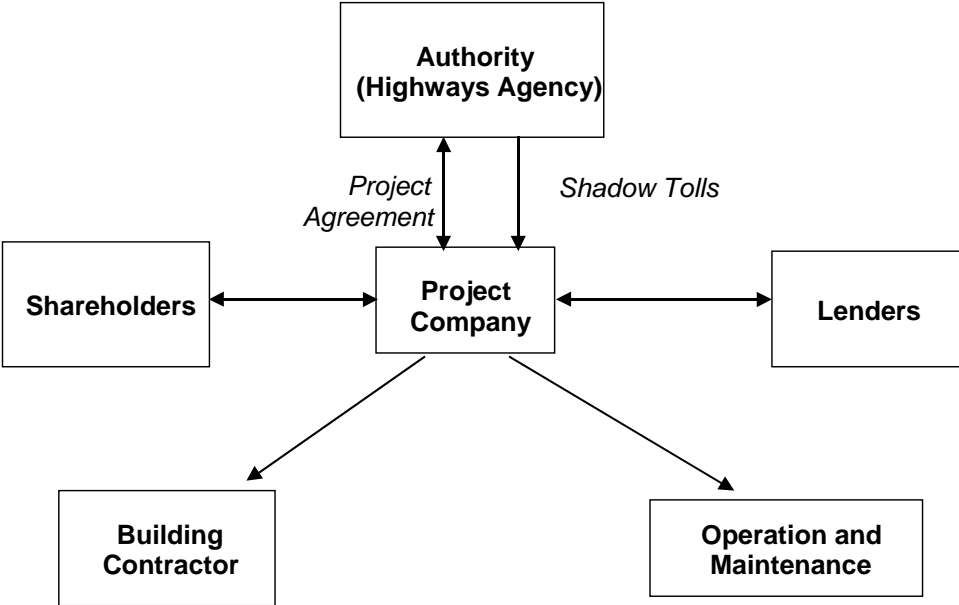 Authority
(Highways Agency)
Project
Agreement
Shadow Tolls
Shareholders
Project
Company
Lenders
Building
Contractor
Operation and
Maintenance